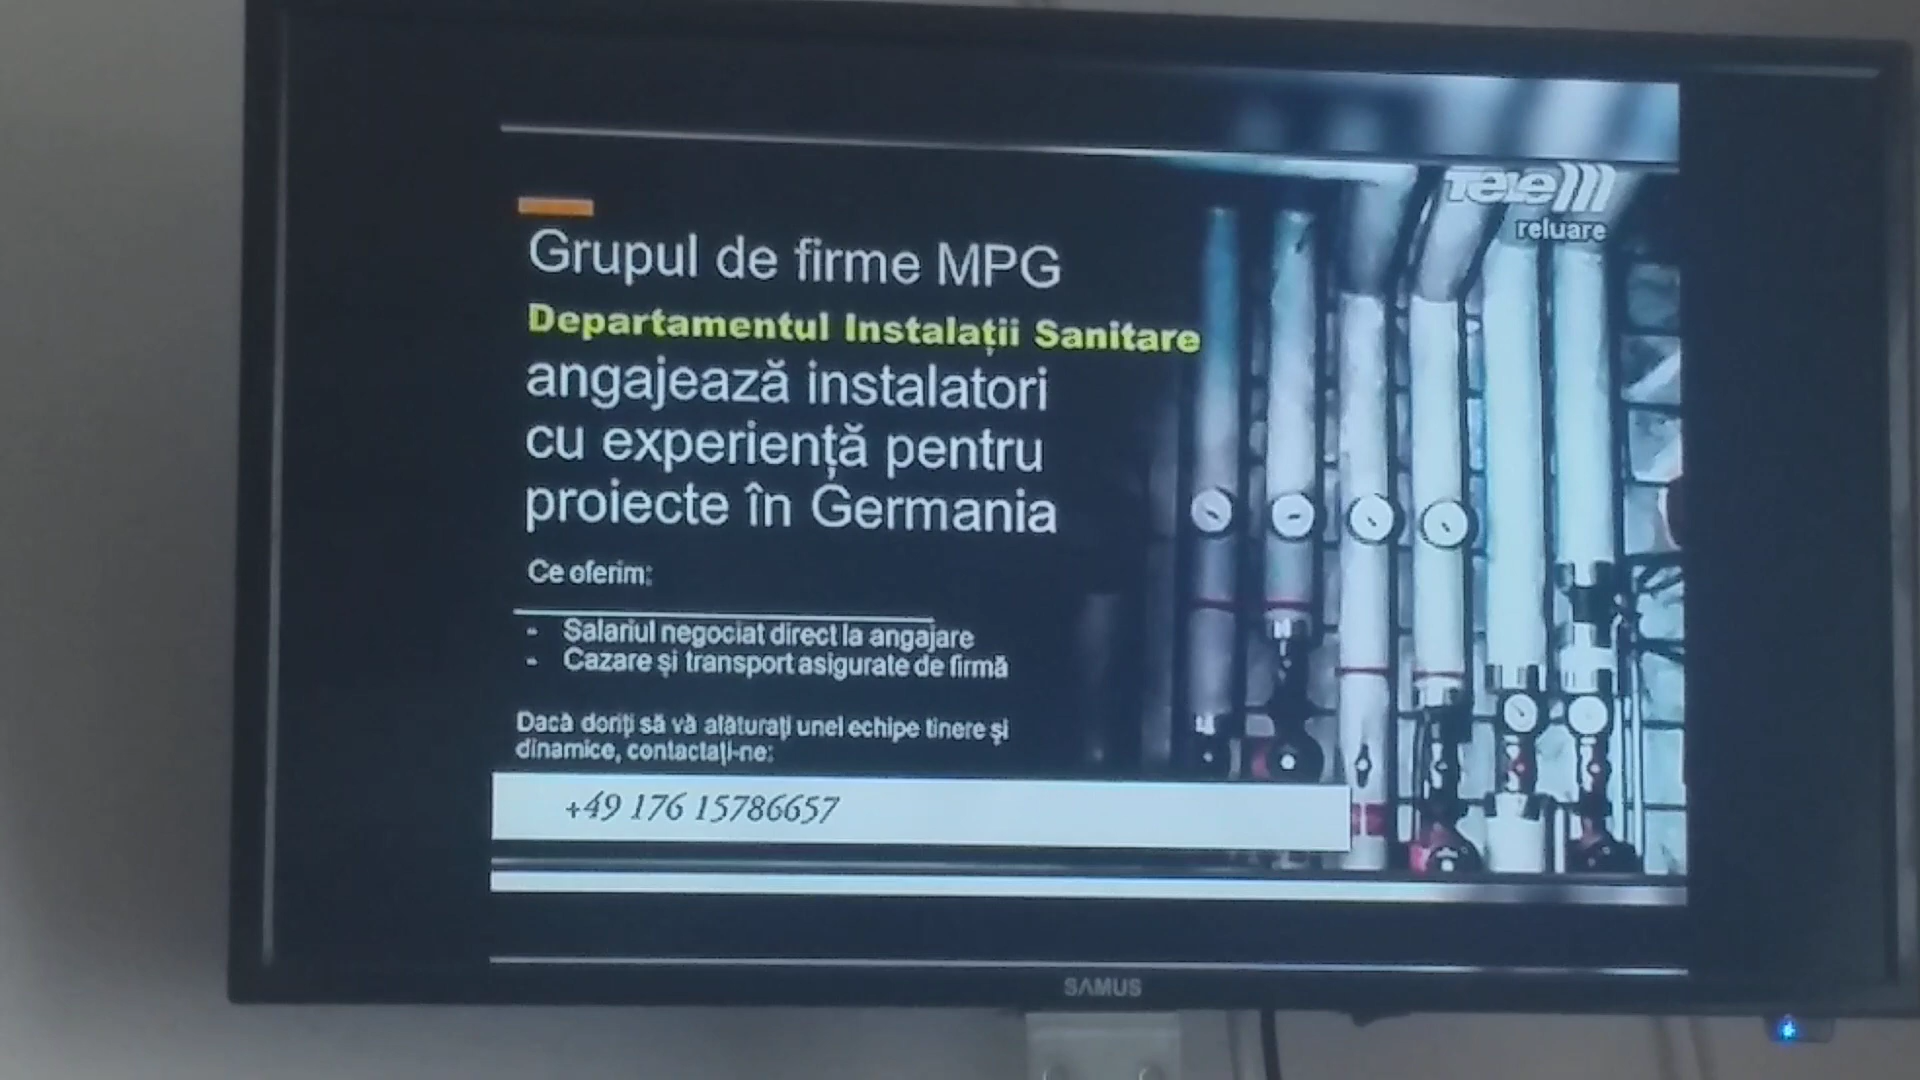 TELE M
reluare
Grupul de firme MPG
Departamentul Instalații Sanitare
angajează instalatori
cu experiență pentru
proiecte în Germania
Ce oferim:
- Salariul negociat direct la angajare
- Cazare și transport asigurate de firmă
Dacă doriți să vă alăturați unei echipe tinere și
dinamice, contactați-ne:
+49 176 15786657
SAMUS